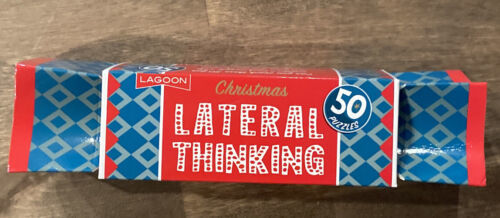 LAGOON
Christmas
LATERAL
THINKING
50
PUZZLES